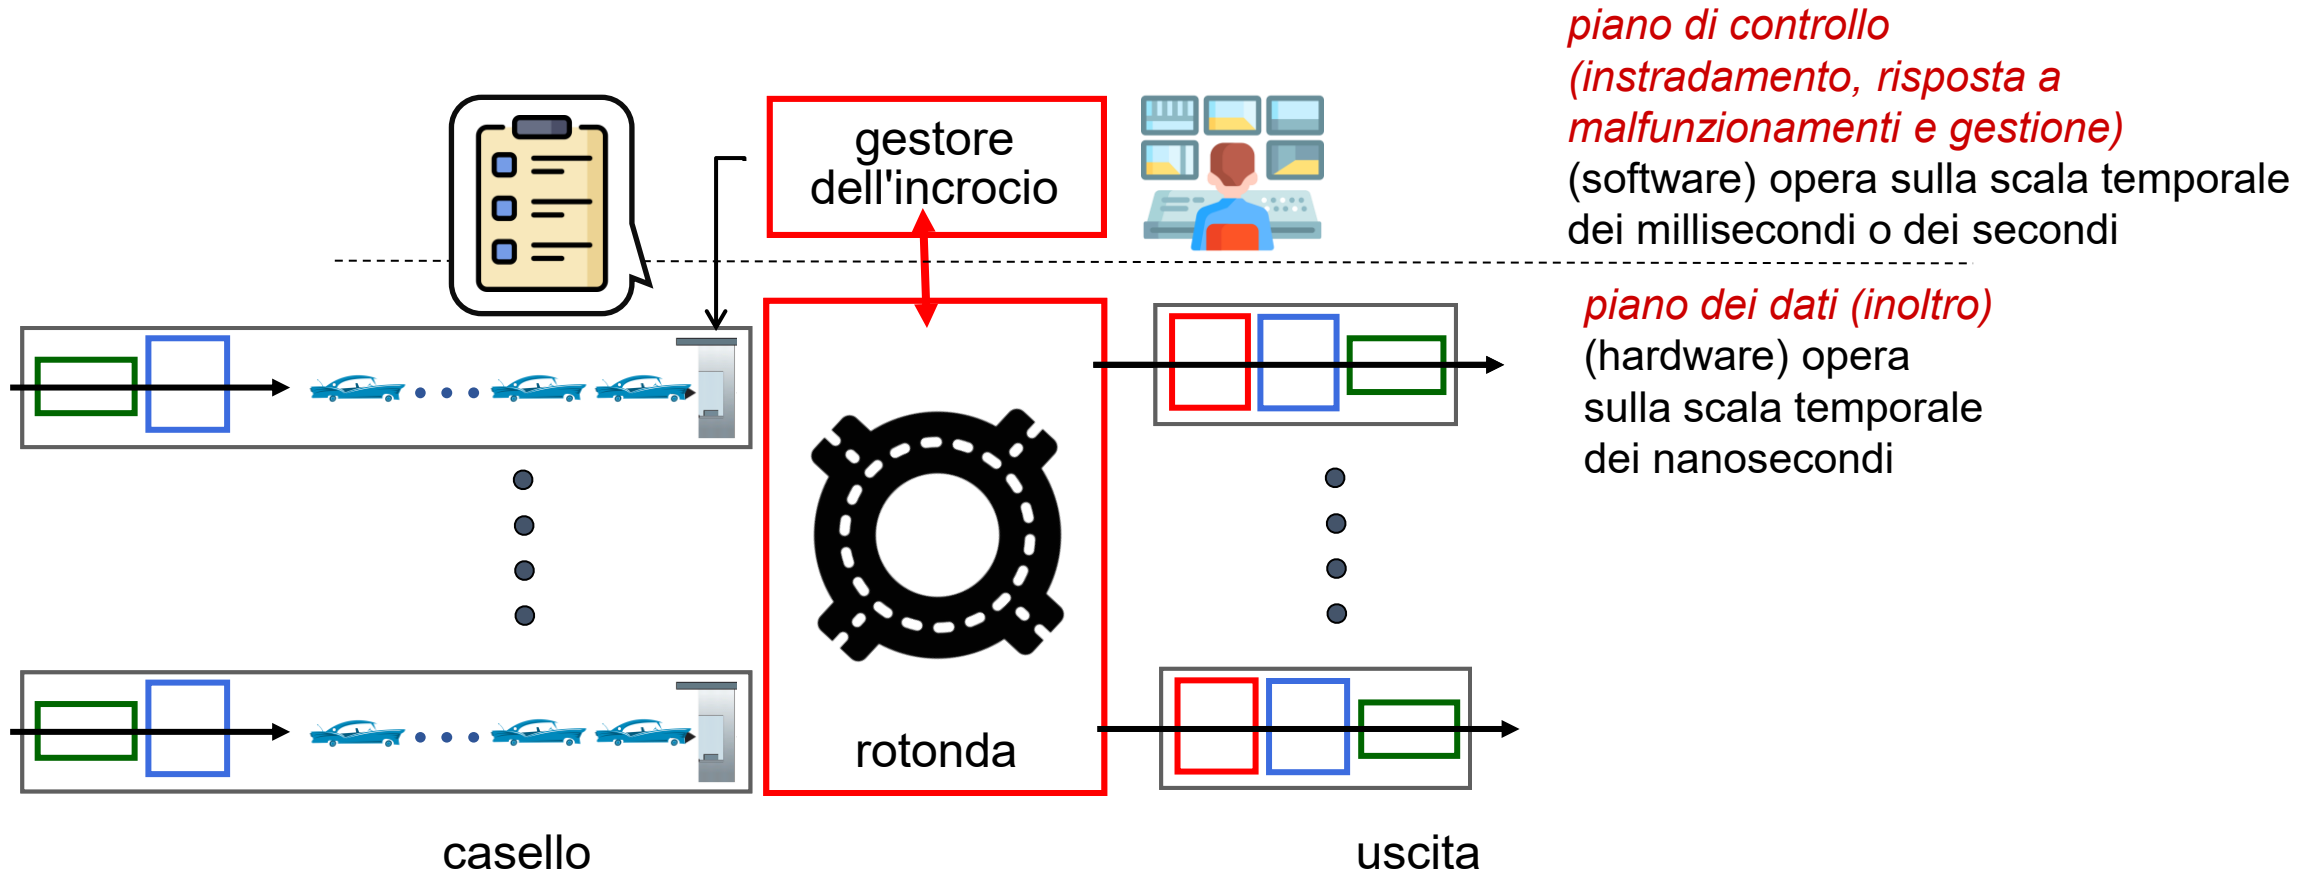 piano di controllo
(instradamento, risposta a
malfunzionamenti e gestione)
(software) opera sulla scala temporale
dei millisecondi o dei secondi
gestore
dell'incrocio
piano dei dati (inoltro)
(hardware) opera
sulla scala temporale
dei nanosecondi
rotonda
casello
uscita